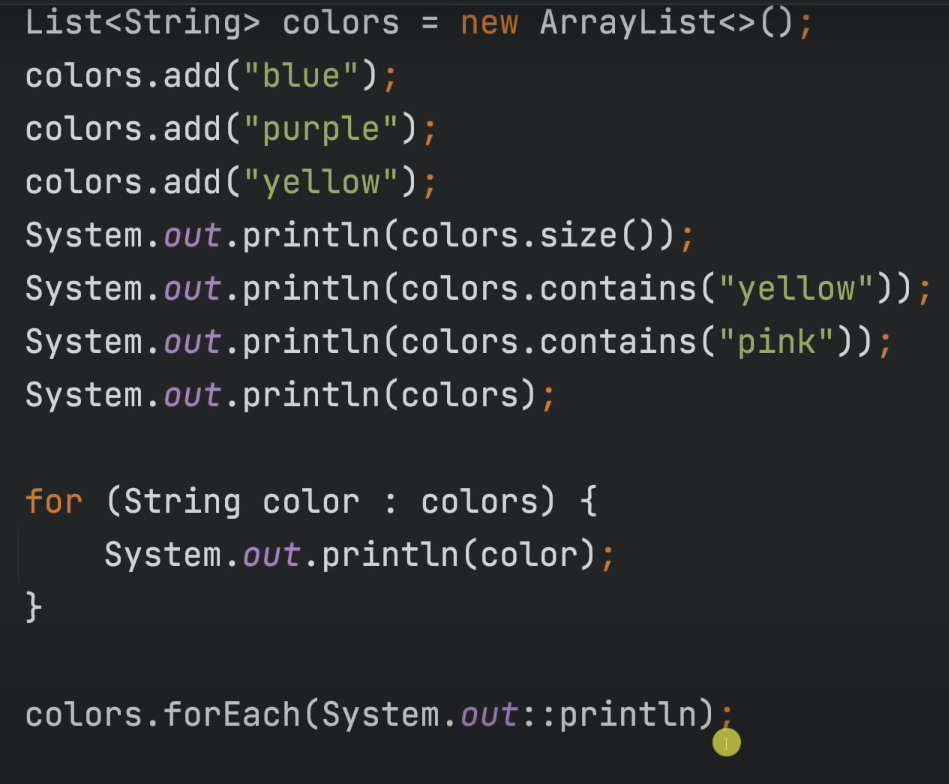 List<String> colors = new ArrayList<>();
colors.add("blue");
colors.add("purple");
colors.add("yellow");
System.out.println(colors.size());
System.out.println(colors.contains("yellow"));
System.out.println(colors.contains("pink"));
System.out.println(colors);
for (String color : colors) {
System.out.println(color);
}
colors.forEach(System.out::println);